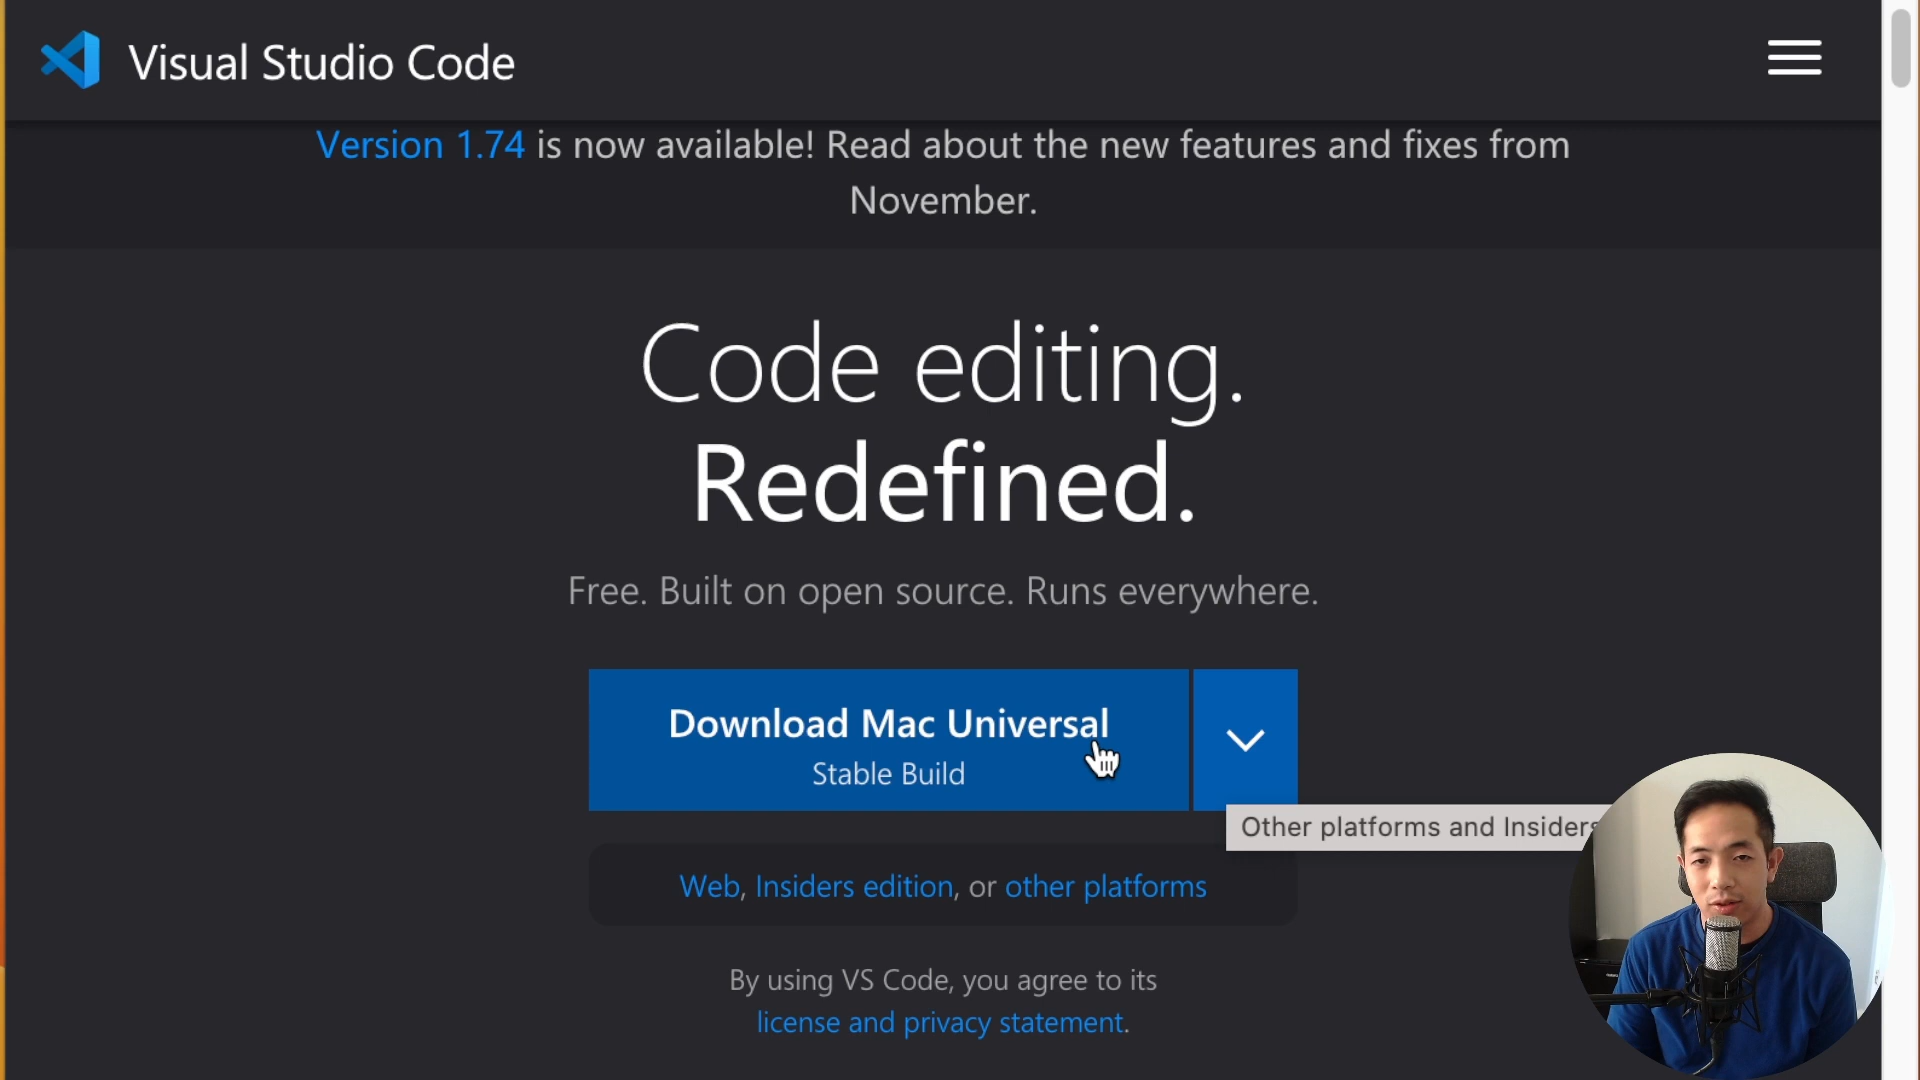 Visual Studio Code
Version 1.74 is now available! Read about the new features and fixes from
November.
Code editing.
Redefined.
Free. Built on open source. Runs everywhere.
Download Mac Universal
Stable Build
Other platforms and Insiders
Web, Insiders edition, or other platforms
By using VS Code, you agree to its
license and privacy statement.